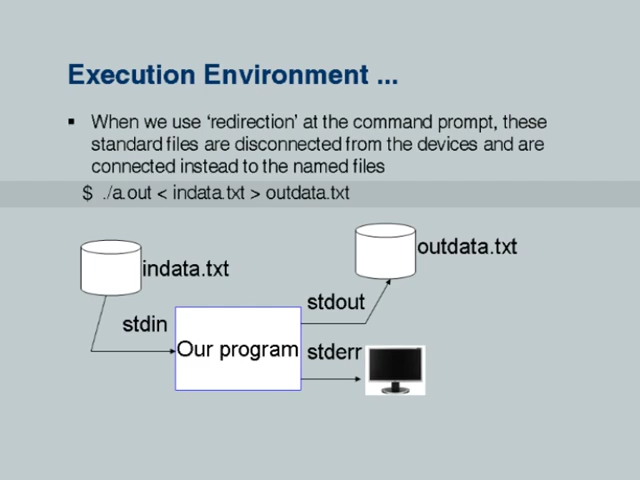 Execution Environment ...
▪ When we use ‘redirection’ at the command prompt, these
standard files are disconnected from the devices and are
connected instead to the named files
$ ./a.out < indata.txt > outdata.txt
outdata.txt
indata.txt
stdout
stdin
Our program
stderr